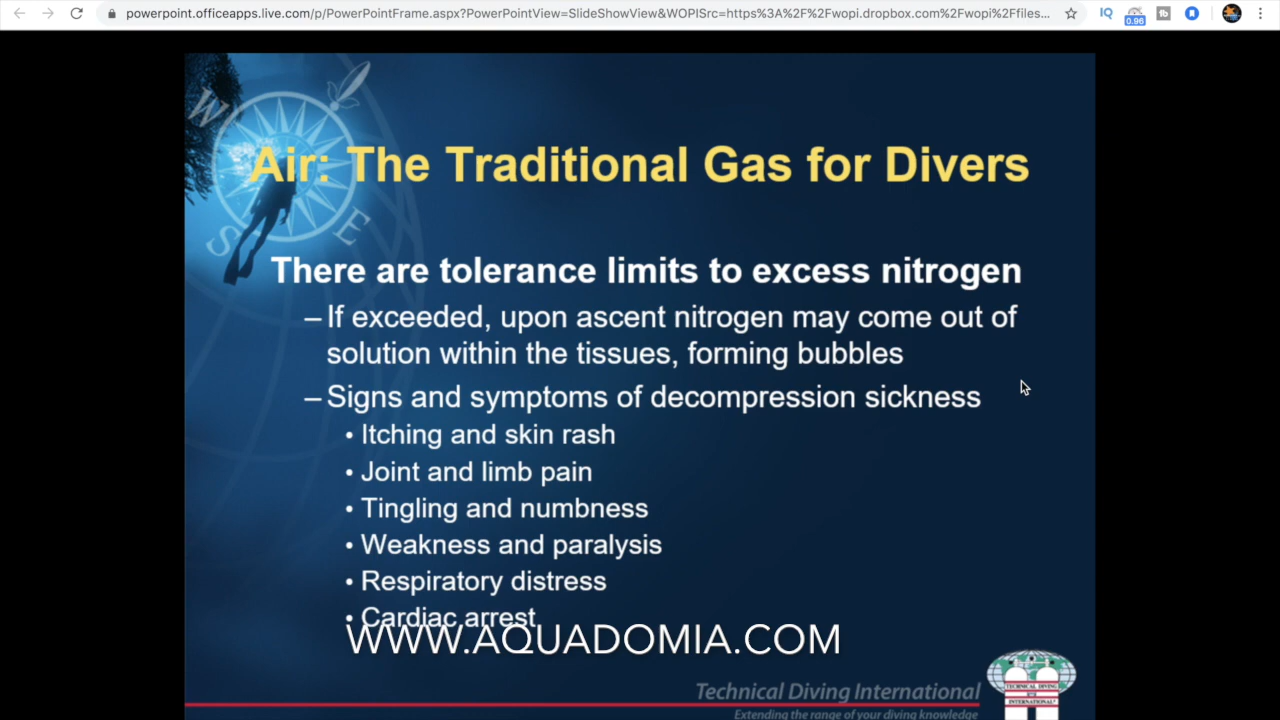 powerpoint.officeapps.live.com/p/PowerPointFrame.aspx?PowerPointView=SlideShowView&WOPISrc=https%3A%2F%2Fwopi.dropbox.com%2Fwopi%2Ffiles...
IQ
0.96
tb
W
S
E
Air: The Traditional Gas for Divers
There are tolerance limits to excess nitrogen
– If exceeded, upon ascent nitrogen may come out of
solution within the tissues, forming bubbles
– Signs and symptoms of decompression sickness
• Itching and skin rash
• Joint and limb pain
• Tingling and numbness
• Weakness and paralysis
• Respiratory distress
• Cardiac arrest
WWW.AQUADOMIA.COM
Technical Diving International
Extending the range of your diving knowledge
TECHNICAL DIVING
INTERNATIONAL